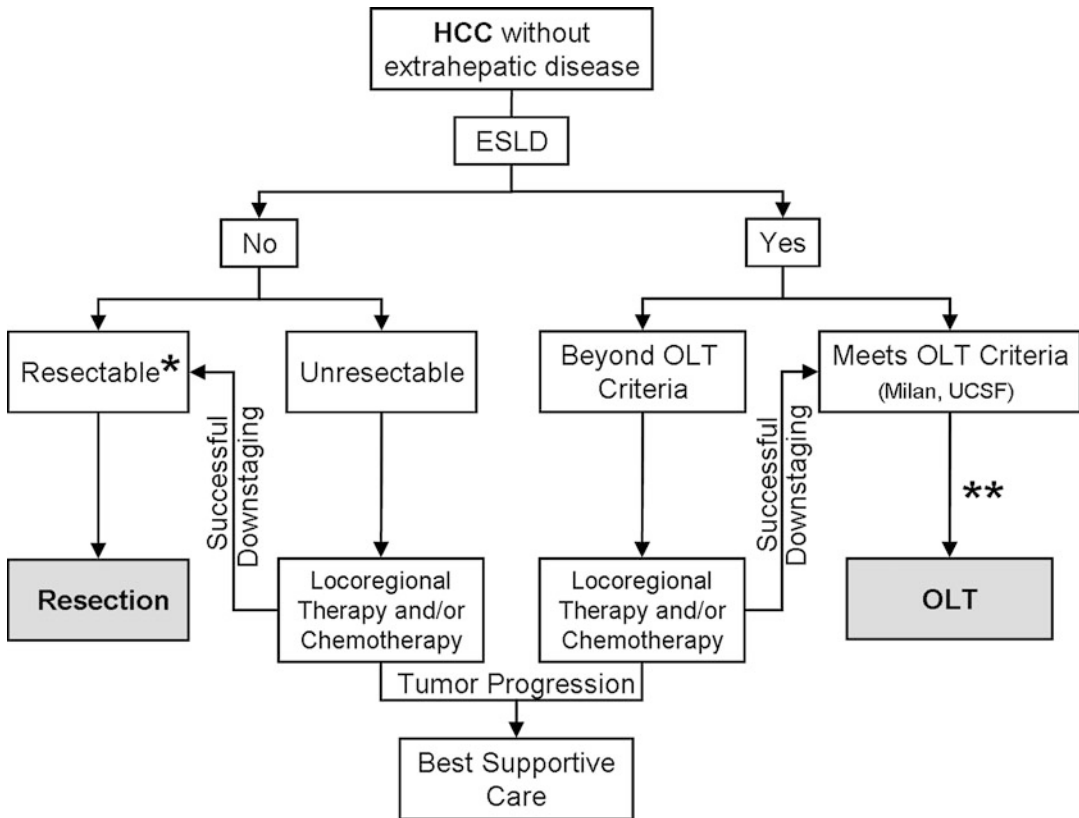 HCC without
extrahepatic disease
ESLD
No
Yes
Resectable*
Unresectable
Beyond OLT
Criteria
Meets OLT Criteria
(Milan, UCSF)
Successful
Downstaging
Successful
Downstaging
**
Resection
Locoregional
Therapy and/or
Chemotherapy
Locoregional
Therapy and/or
Chemotherapy
OLT
Tumor Progression
Best Supportive
Care